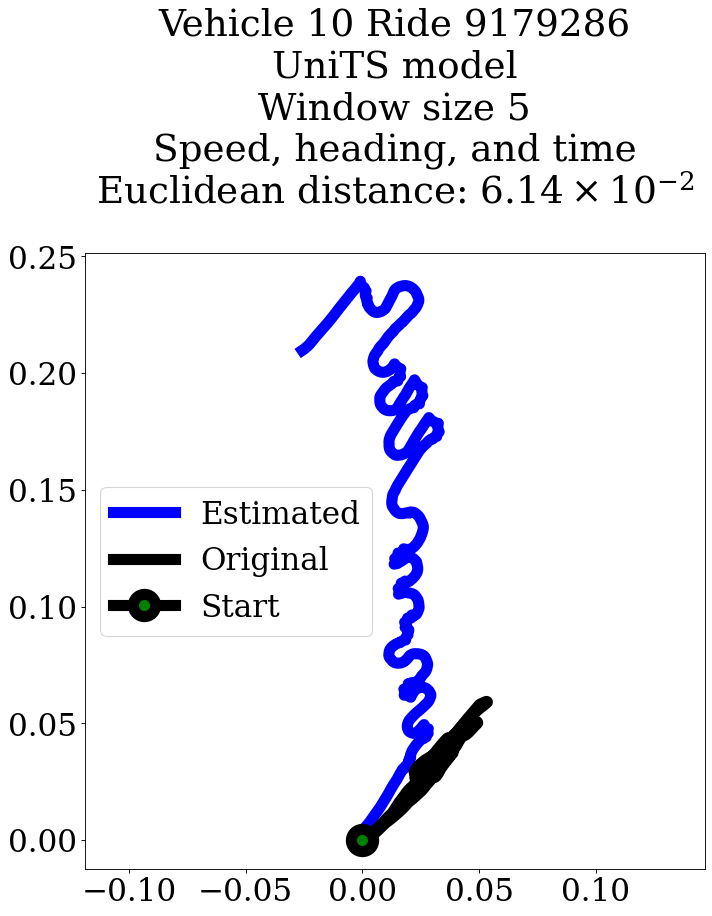 Vehicle 10 Ride 9179286
UniTS model
Window size 5
Speed, heading, and time
Euclidean distance: 6.14 × 10⁻²
0.25
0.20
0.15
0.10
0.05
0.00
Estimated
Original
Start
−0.10 −0.05 0.00 0.05 0.10